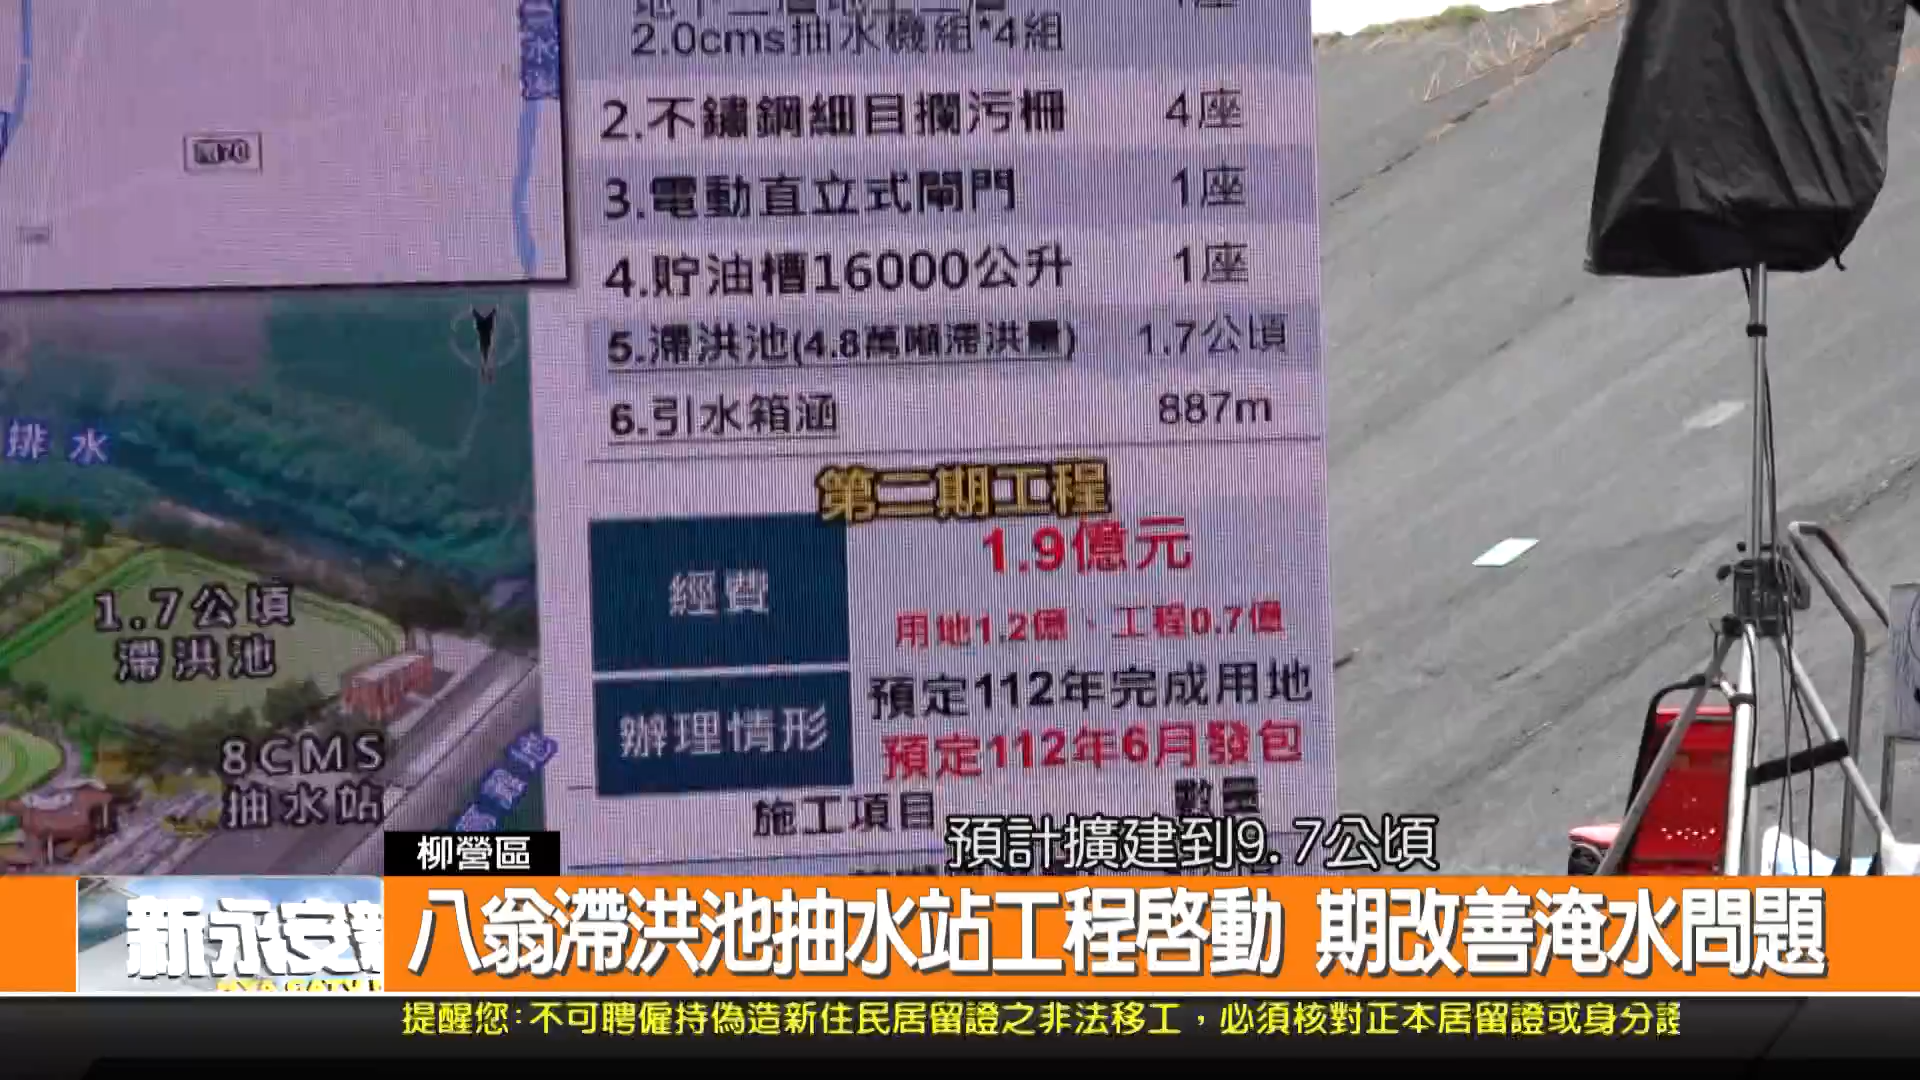 2.0cms抽水機組*4組
2.不鏽鋼細目攔污柵 4座
3.電動直立式閘門 1座
4.貯油槽16000公升 1座
5.滯洪池(4.8萬噸滯洪量) 1.7公頃
6.引水箱涵 887m
第二期工程
經費
1.9億元
用地1.2億、工程0.7億
辦理情形
預定112年完成用地
預定112年6月發包
施工項目 數量
排水
1.7公頃
滯洪池
8CMS
抽水站
預計擴建到9.7公頃
柳營區
新永安
八翁滯洪池抽水站工程啓動 期改善淹水問題
提醒您:不可聘僱持偽造新住民居留證之非法移工，必須核對正本居留證或身分證